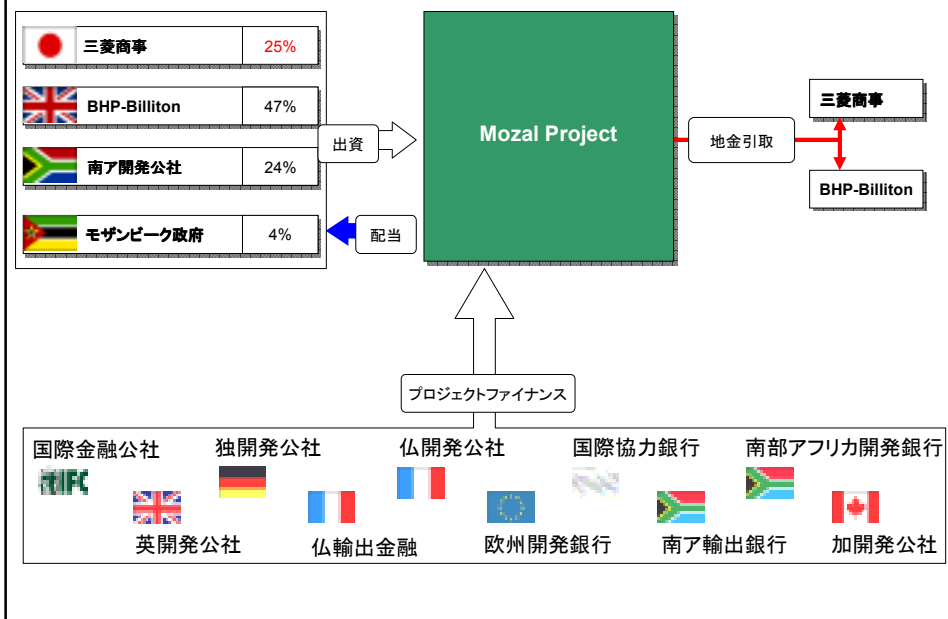 三菱商事 25%
BHP-Billiton 47%
南ア開発公社 24%
モザンビーク政府 4%
出資
配当
Mozal Project
地金引取
三菱商事
BHP-Billiton
プロジェクトファイナンス
国際金融公社 独開発公社 仏開発公社 国際協力銀行 南部アフリカ開発銀行
IFC
英開発公社 仏輸出金融 欧州開発銀行 南ア輸出銀行 加開発公社